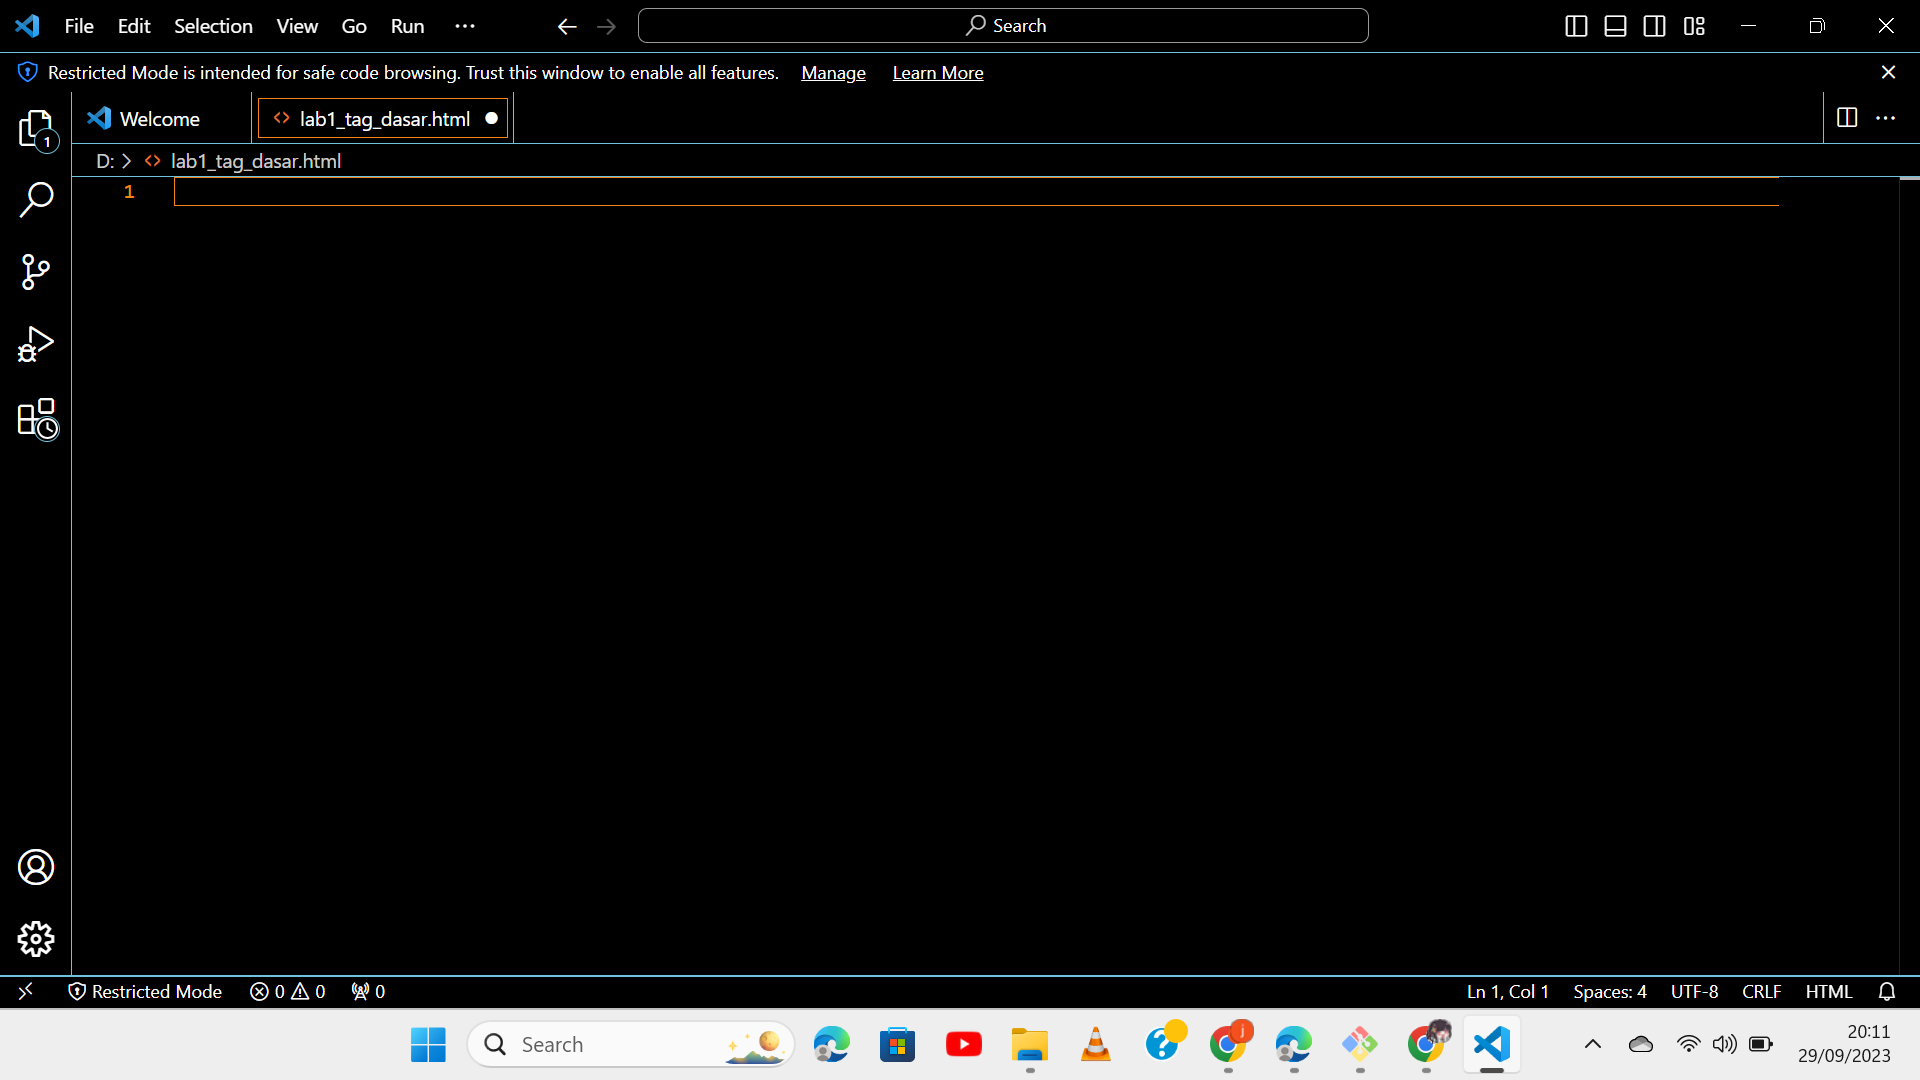 File Edit Selection View Go Run ··· Search
Restricted Mode is intended for safe code browsing. Trust this window to enable all features. Manage Learn More
Welcome lab1_tag_dasar.html
1
D: > lab1_tag_dasar.html
1
Restricted Mode 0 0 0 Ln 1, Col 1 Spaces: 4 UTF-8 CRLF HTML
Search j 20:11
29/09/2023